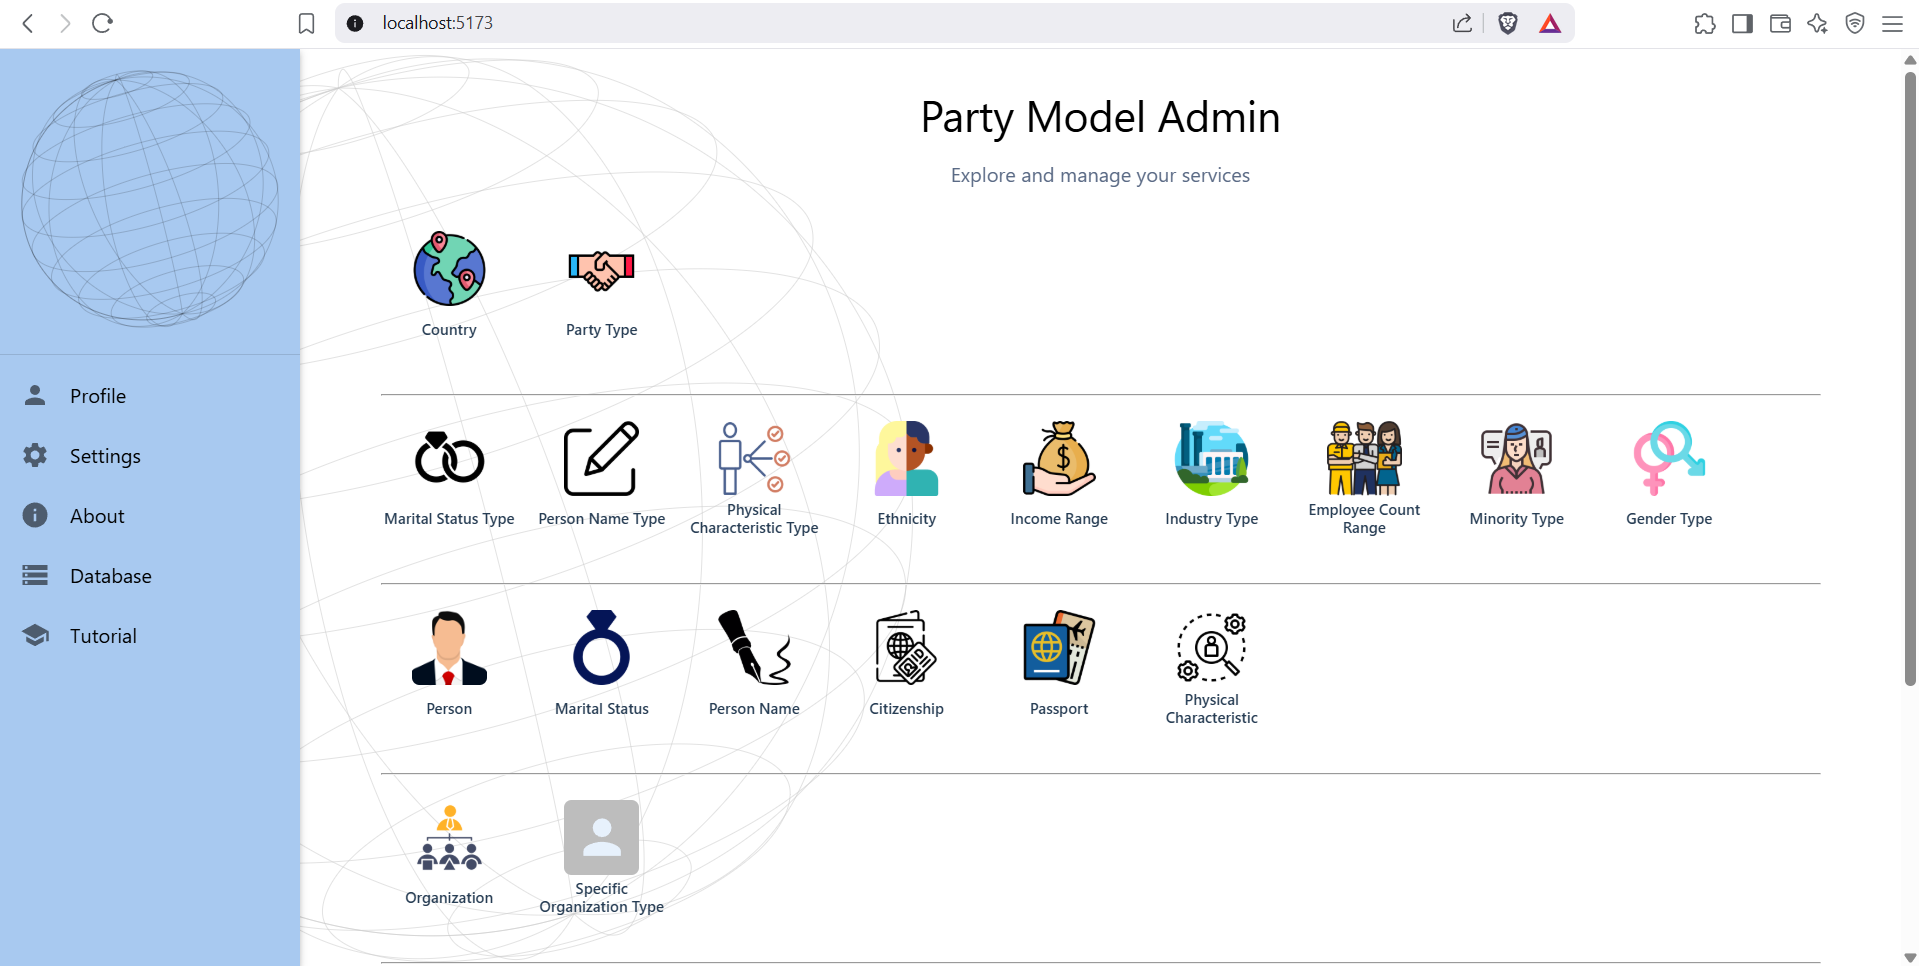 localhost:5173
Party Model Admin
Explore and manage your services
Profile
Settings
About
Database
Tutorial
Country
Party Type
Marital Status Type
Person Name Type
Physical
Characteristic Type
Ethnicity
Income Range
Industry Type
Employee Count
Range
Minority Type
Gender Type
Person
Marital Status
Person Name
Citizenship
Passport
Physical
Characteristic
Organization
Specific
Organization Type